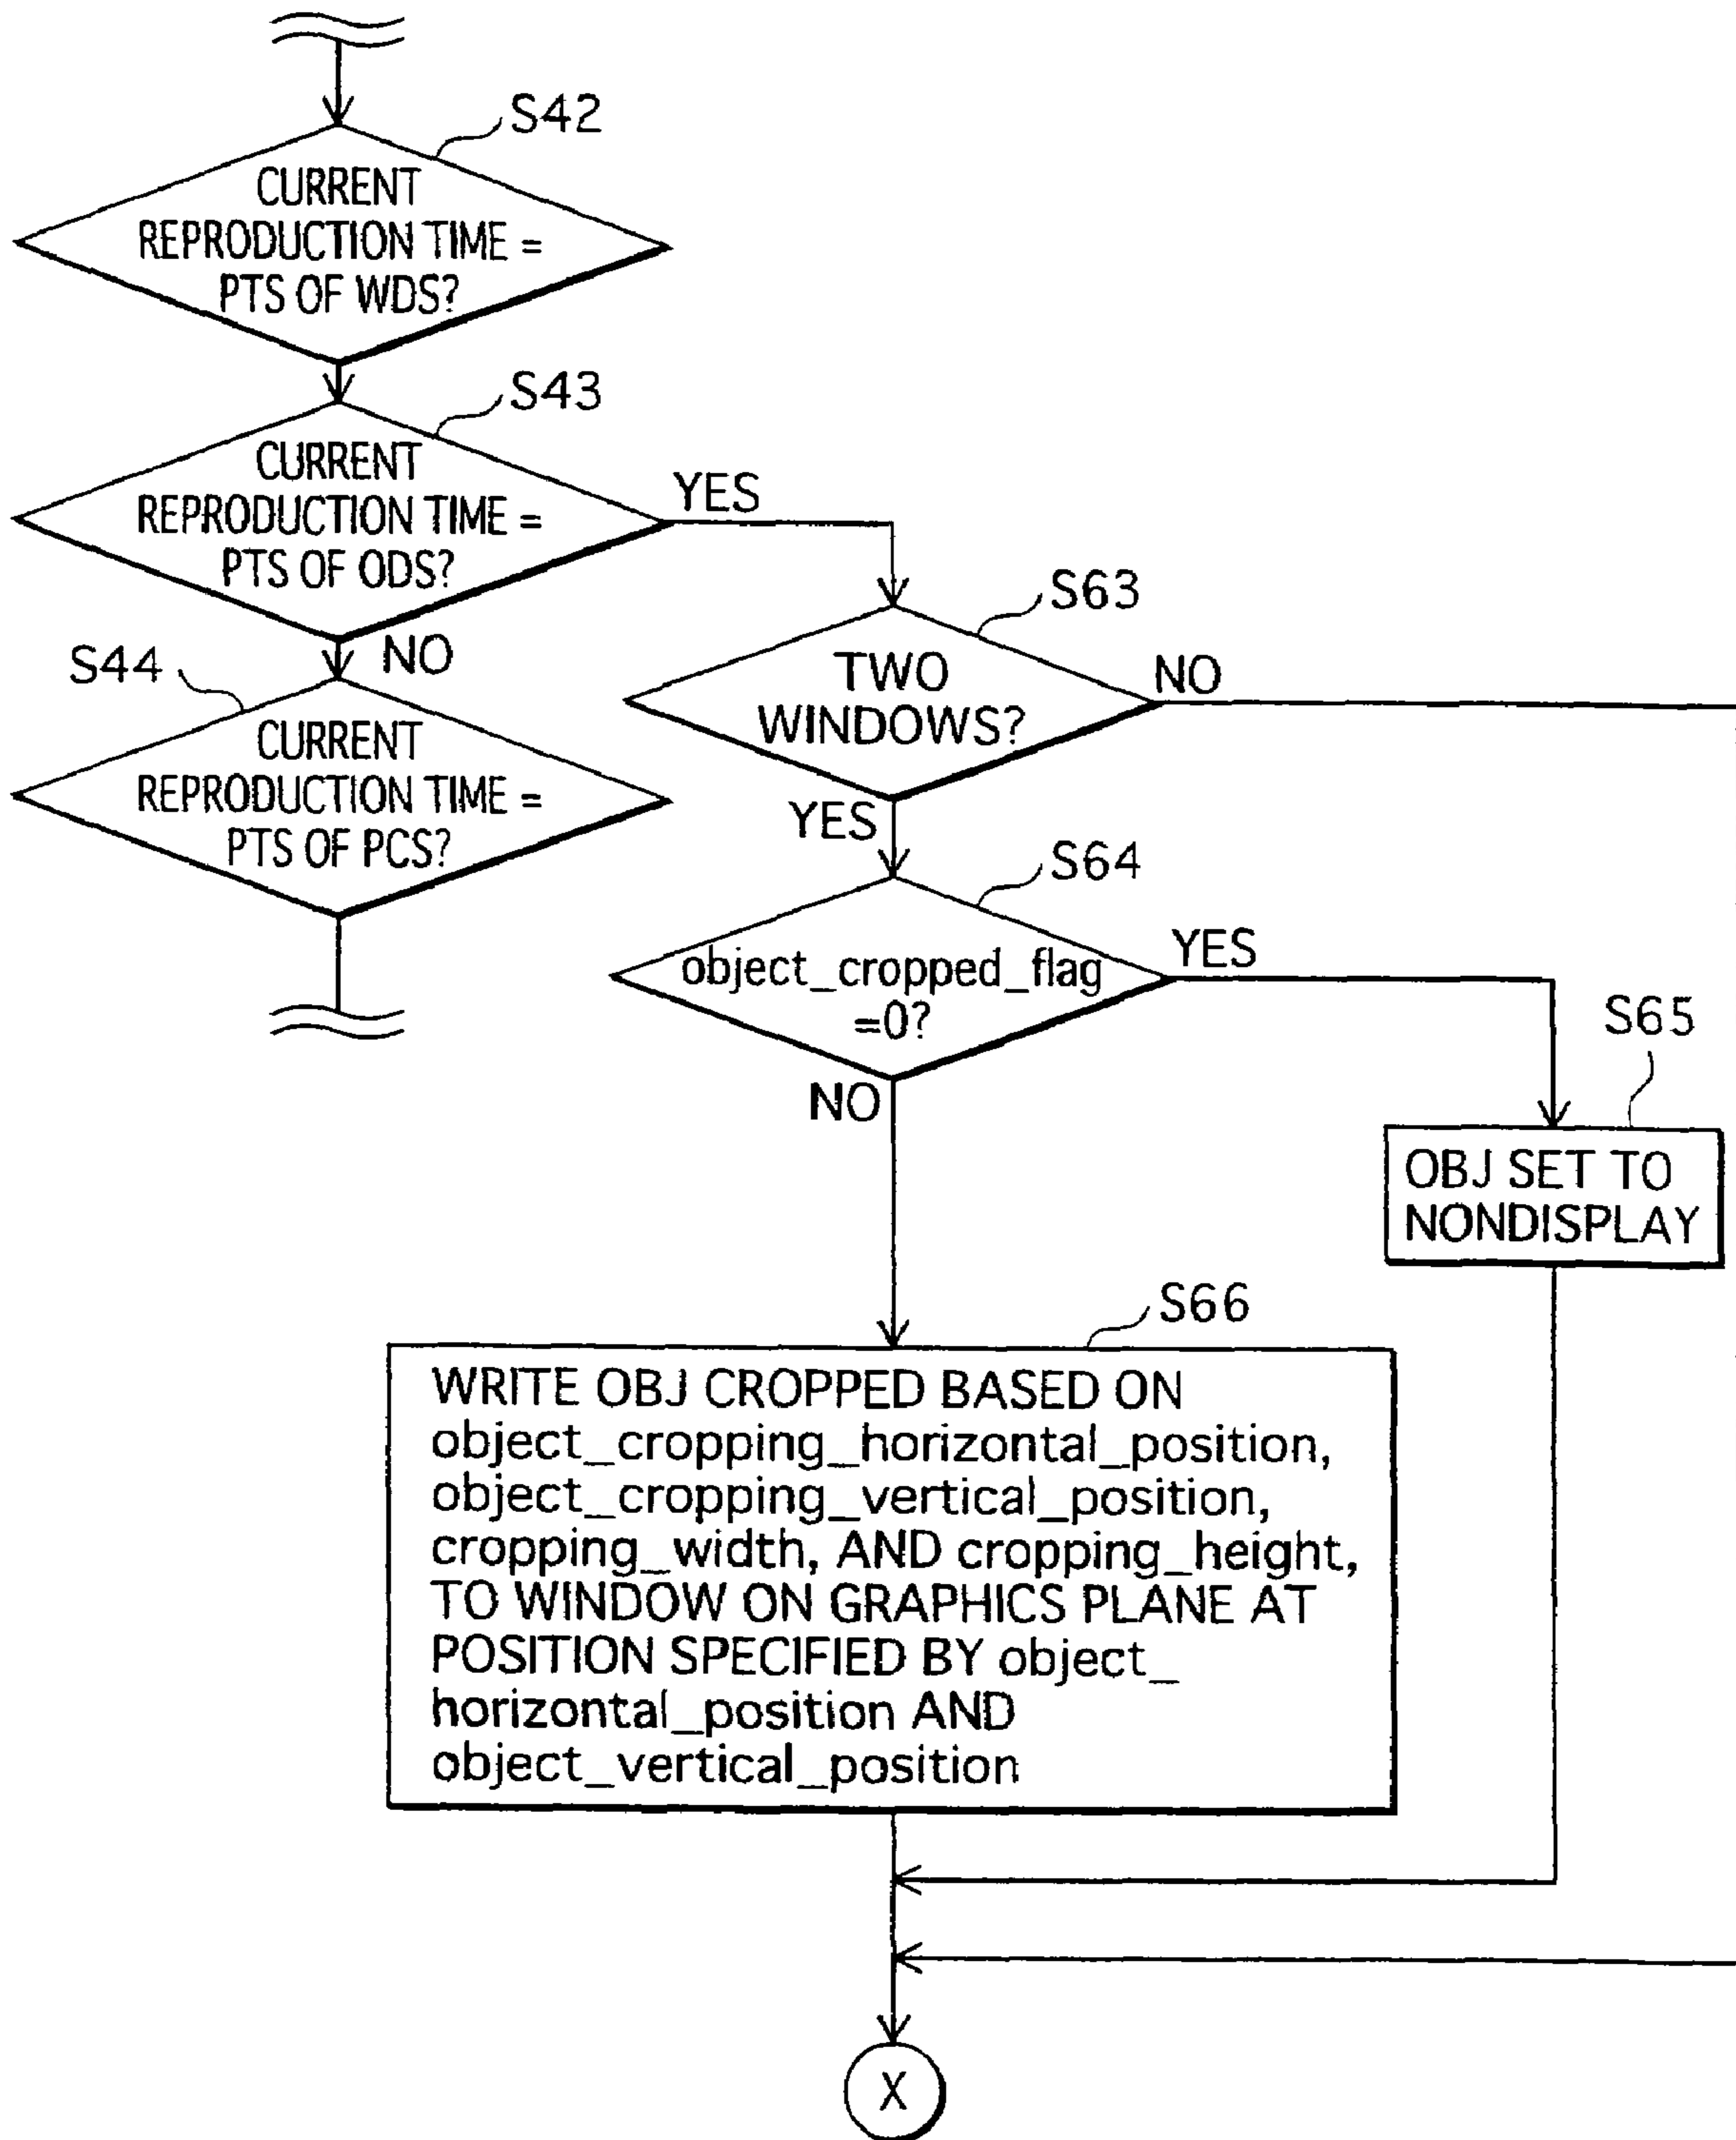 S42
CURRENT
REPRODUCTION TIME =
PTS OF WDS?
S43
CURRENT
REPRODUCTION TIME =
PTS OF ODS?
YES
NO
S44
CURRENT
REPRODUCTION TIME =
PTS OF PCS?
S63
TWO
WINDOWS?
NO
YES
S64
object_cropped_flag
=0?
YES
NO
S65
OBJ SET TO
NONDISPLAY
S66
WRITE OBJ CROPPED BASED ON
object_cropping_horizontal_position,
object_cropping_vertical_position,
cropping_width, AND cropping_height,
TO WINDOW ON GRAPHICS PLANE AT
POSITION SPECIFIED BY object_
horizontal_position AND
object_vertical_position
X